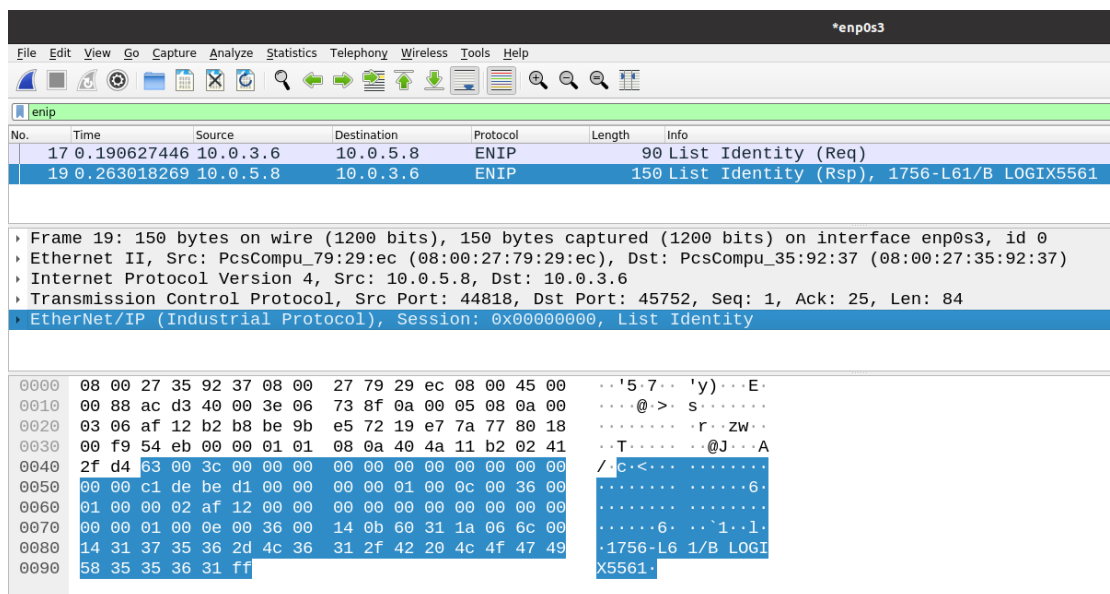 *enp0s3
File Edit View Go Capture Analyze Statistics Telephony Wireless Tools Help
enip
No. Time Source Destination Protocol Length Info
17 0.190627446 10.0.3.6 10.0.5.8 ENIP 90 List Identity (Req)
19 0.263018269 10.0.5.8 10.0.3.6 ENIP 150 List Identity (Rsp), 1756-L61/B LOGIX5561
Frame 19: 150 bytes on wire (1200 bits), 150 bytes captured (1200 bits) on interface enp0s3, id 0
Ethernet II, Src: PcsCompu_79:29:ec (08:00:27:79:29:ec), Dst: PcsCompu_35:92:37 (08:00:27:35:92:37)
Internet Protocol Version 4, Src: 10.0.5.8, Dst: 10.0.3.6
Transmission Control Protocol, Src Port: 44818, Dst Port: 45752, Seq: 1, Ack: 25, Len: 84
EtherNet/IP (Industrial Protocol), Session: 0x00000000, List Identity
0000 08 00 27 35 92 37 08 00 27 79 29 ec 08 00 45 00 ··'5·7·· 'y)···E·
0010 00 88 ac d3 40 00 3e 06 73 8f 0a 00 05 08 0a 00 ····@·>· s·······
0020 03 06 af 12 b2 b8 be 9b e5 72 19 e7 7a 77 80 18 ········ ·r··zw··
0030 00 f9 54 eb 00 00 01 01 08 0a 40 4a 11 b2 02 41 ··T····· ··@J···A
0040 2f d4 63 00 3c 00 00 00 00 00 00 00 00 00 00 00 /·c·<··· ········
0050 00 00 c1 de be d1 00 00 00 00 01 00 0c 00 36 00 ········ ······6·
0060 01 00 00 02 af 12 00 00 00 00 00 00 00 00 00 00 ········ ········
0070 00 00 01 00 0e 00 36 00 14 0b 60 31 1a 06 6c 00 ······6· ··`1··l·
0080 14 31 37 35 36 2d 4c 36 31 2f 42 20 4c 4f 47 49 ·1756-L6 1/B LOGI
0090 58 35 35 36 31 ff X5561·